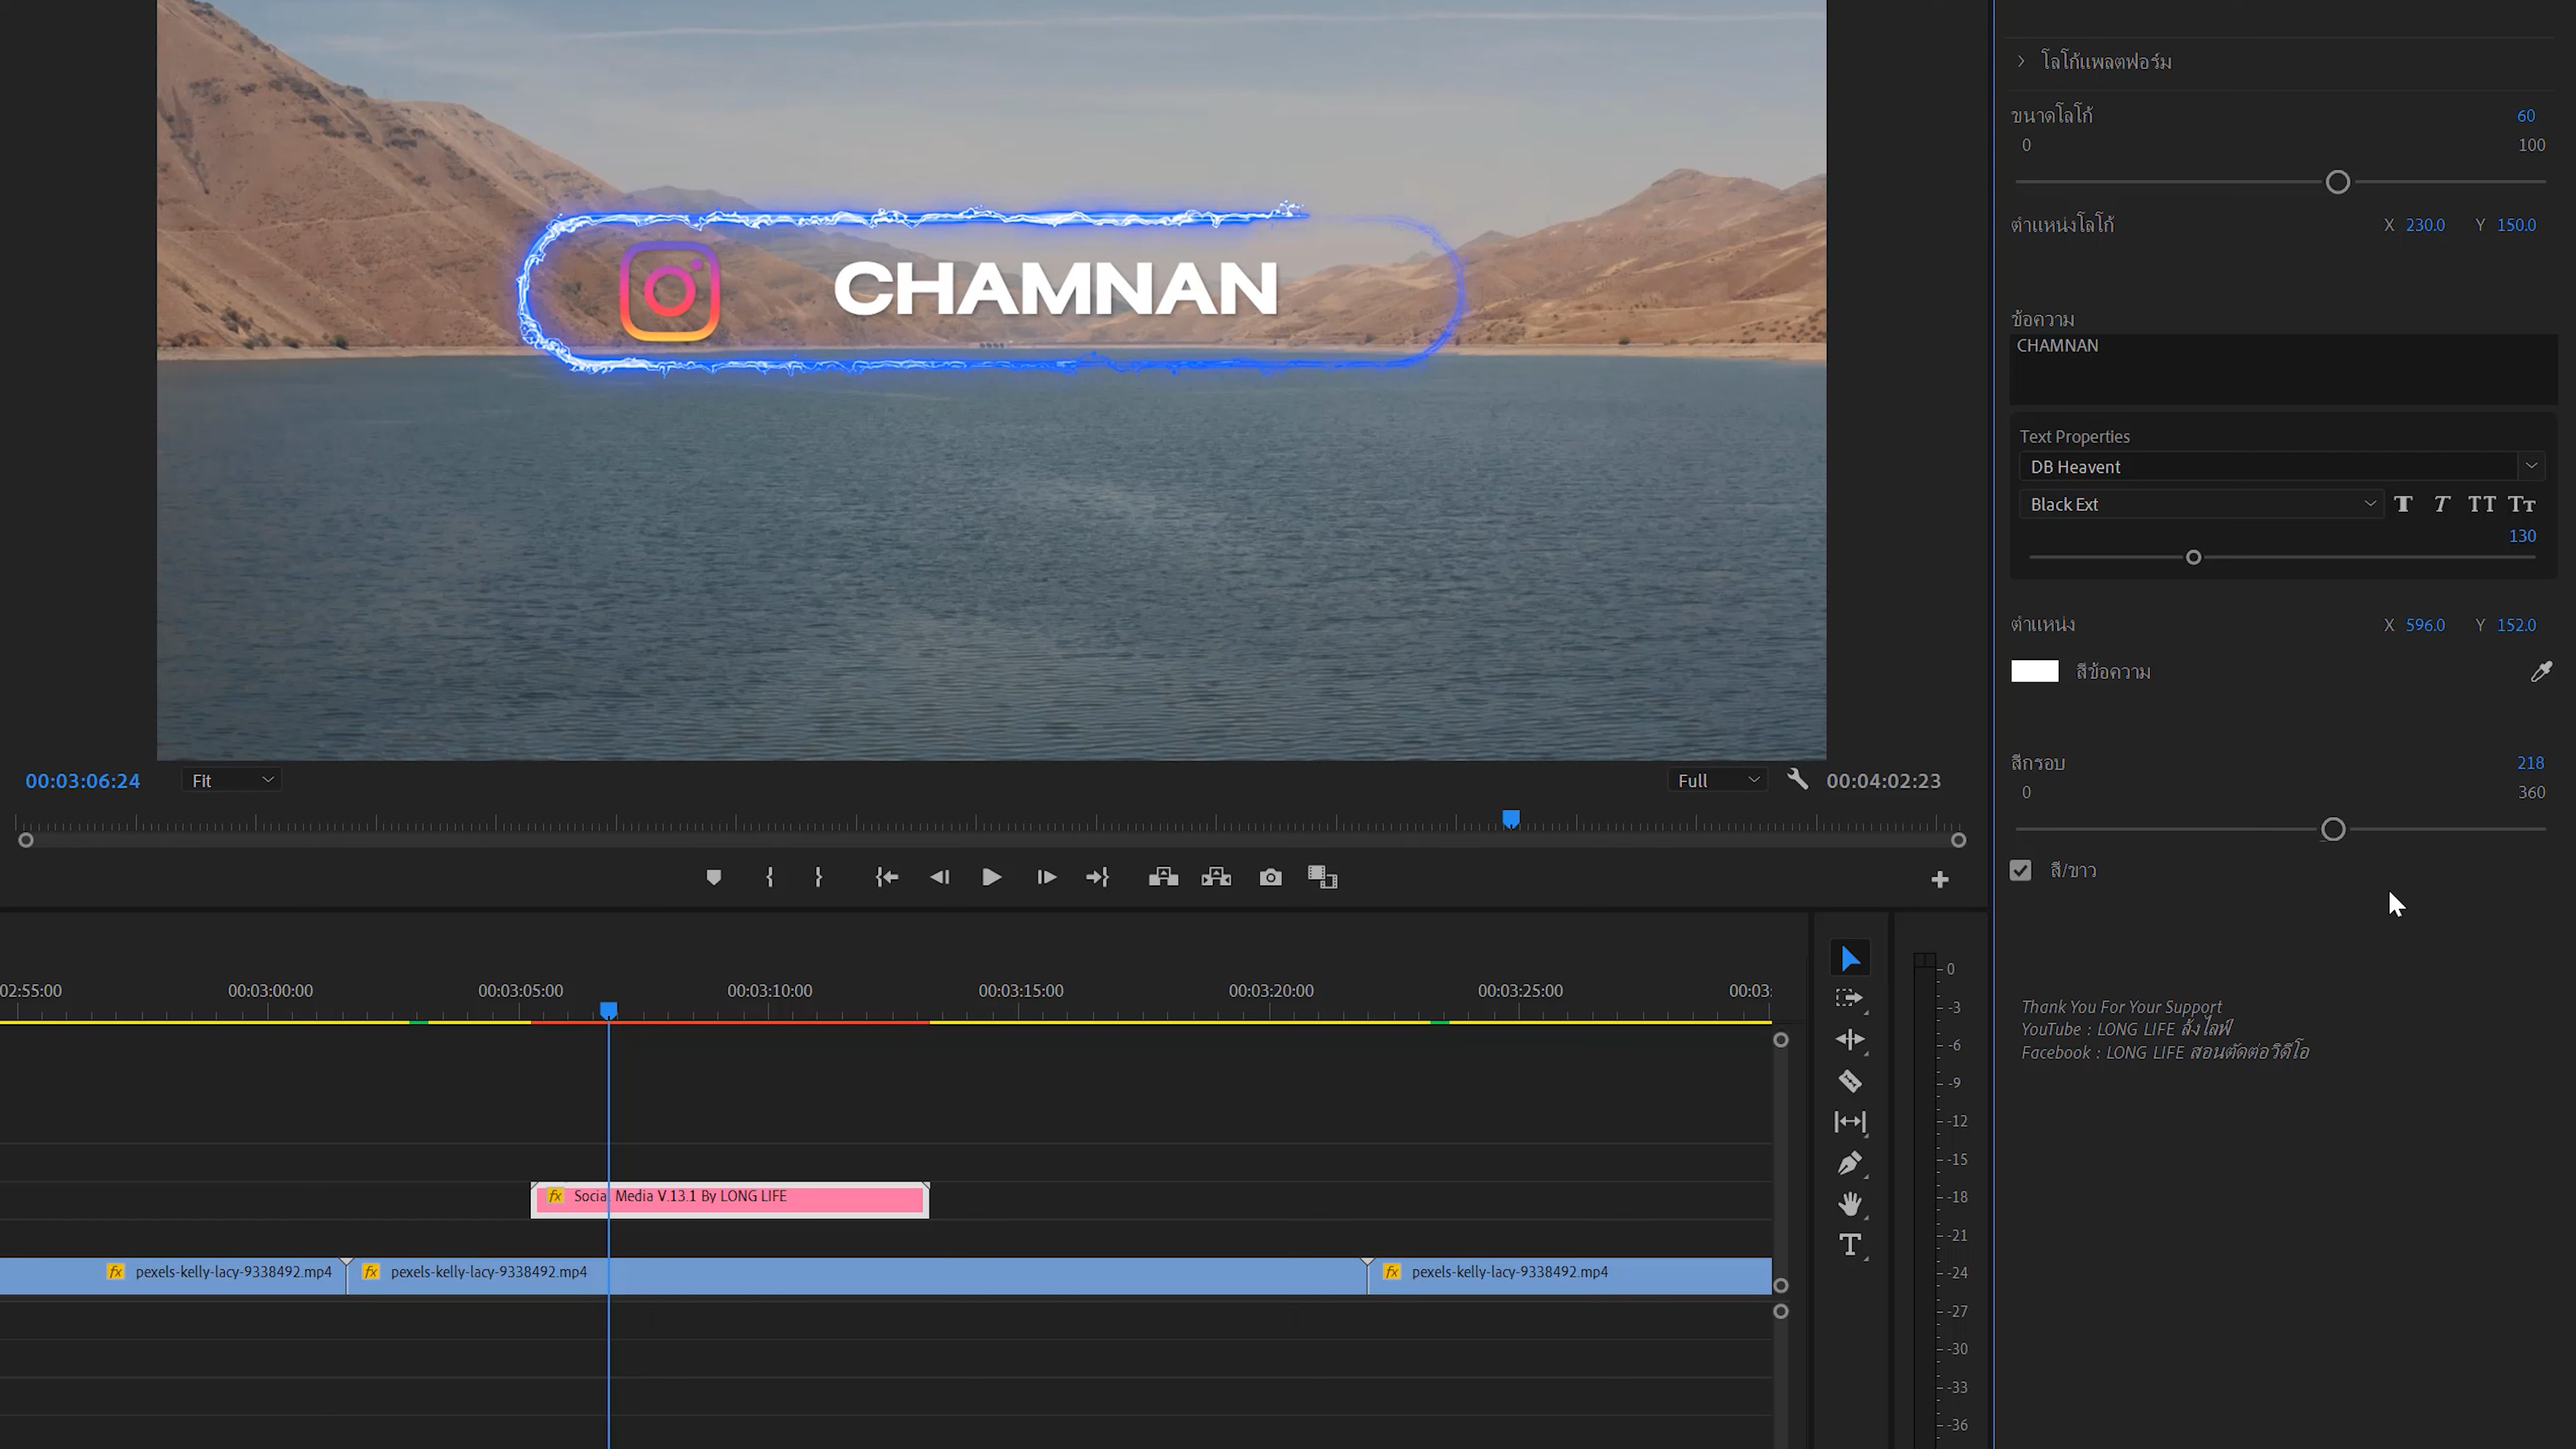 CHAMNAN
00:03:06:24
Fit
Full
00:04:02:23
โลโก้แพลตฟอร์ม
ขนาดโลโก้
60
0
100
ตำแหน่งโลโก้
X 230.0 Y 150.0
ข้อความ
CHAMNAN
Text Properties
DB Heavent
Black Ext
T T TT Tt
130
ตำแหน่ง
X 596.0 Y 152.0
สีข้อความ
สีกรอบ
218
0
360
สี/ขาว
Thank You For Your Support
YouTube : LONG LIFE ลั้งไลฟ์
Facebook : LONG LIFE สอนตัดต่อวิดีโอ
02:55:00
00:03:00:00
00:03:05:00
00:03:10:00
00:03:15:00
00:03:20:00
00:03:25:00
00:03:
fx Social Media V.13.1 By LONG LIFE
fx pexels-kelly-lacy-9338492.mp4
fx pexels-kelly-lacy-9338492.mp4
fx pexels-kelly-lacy-9338492.mp4
T
0
-3
-6
-9
-12
-15
-18
-21
-24
-27
-30
-33
-36